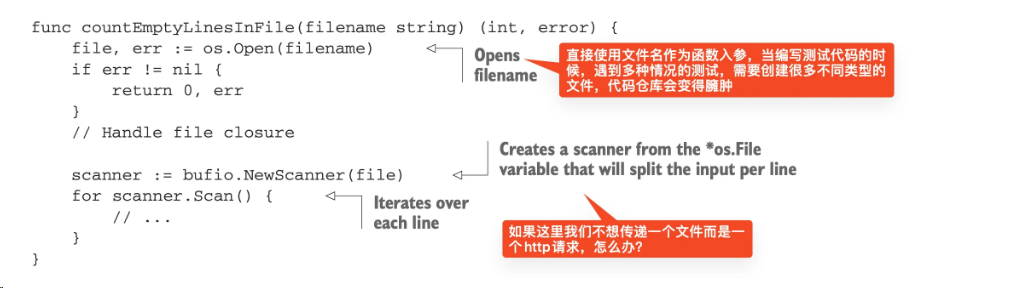 func countEmptyLinesInFile(filename string) (int, error) {
file, err := os.Open(filename)
Opens
filename
直接使用文件名作为函数入参，当编写测试代码的时
候，遇到多种情况的测试，需要创建很多不同类型的
文件，代码仓库会变得臃肿
if err != nil {
return 0, err
}
// Handle file closure
Creates a scanner from the *os.File
variable that will split the input per line
scanner := bufio.NewScanner(file)
for scanner.Scan() {
Iterates over
each line
// ...
}
如果这里我们不想传递一个文件而是一
个http请求，怎么办?
}